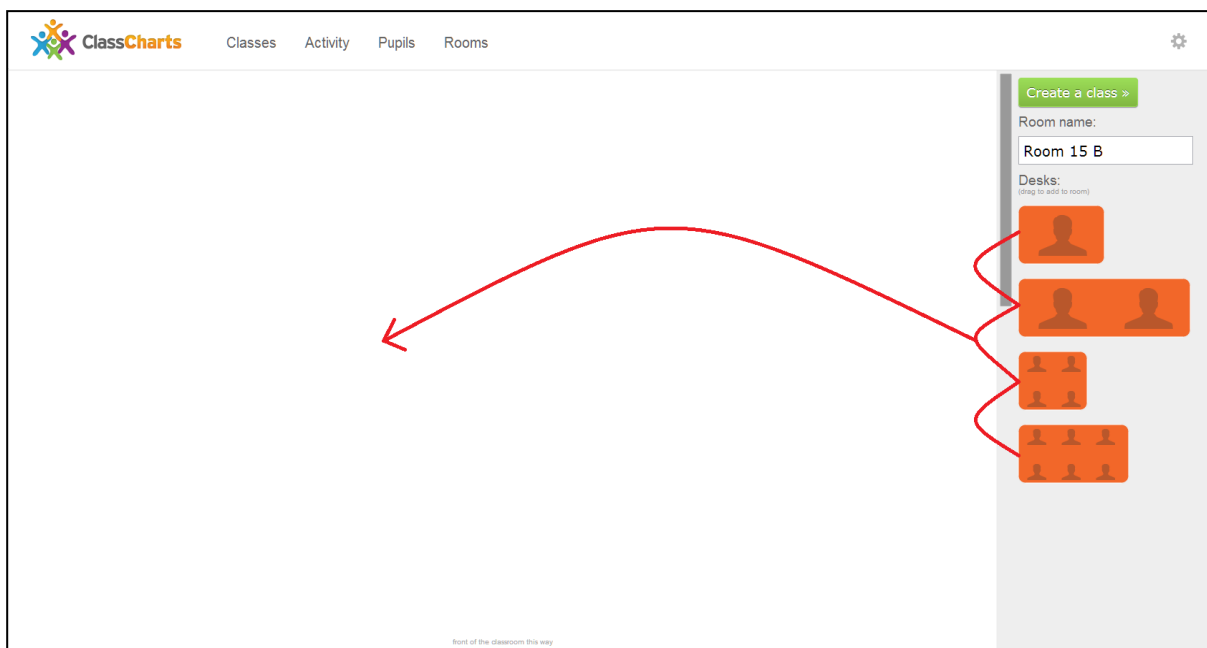 ClassCharts
Classes Activity Pupils Rooms
Create a class »
Room name:
Room 15 B
Desks:
(drag to add to room)
front of the classroom this way